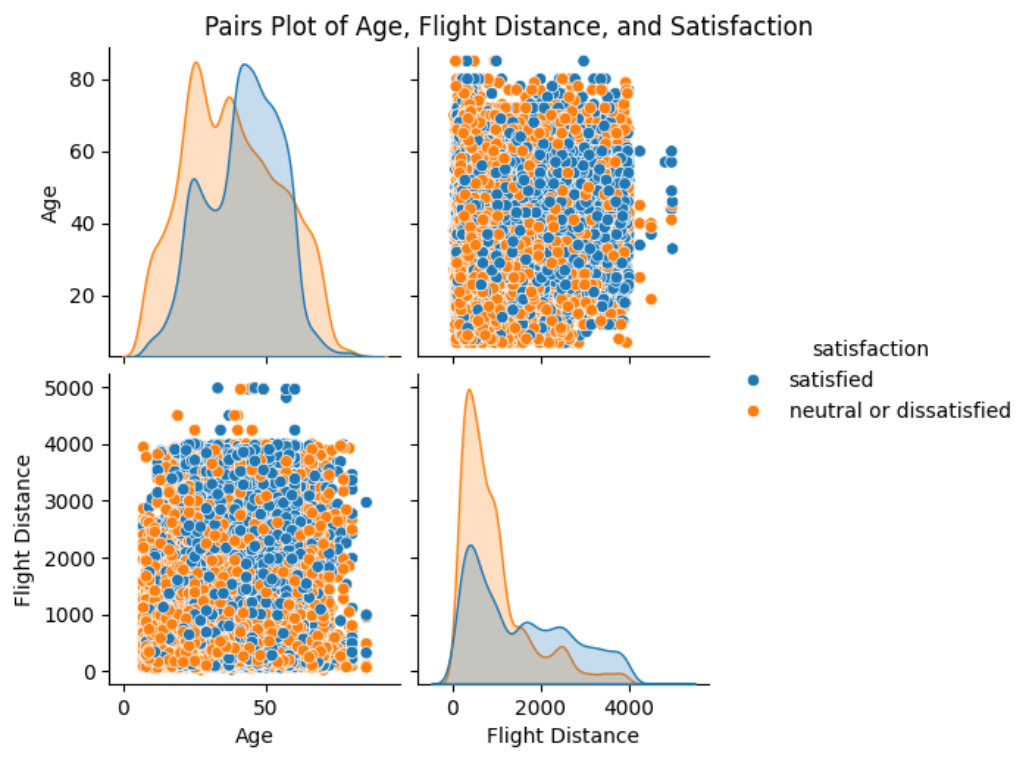 Pairs Plot of Age, Flight Distance, and Satisfaction
80
60
40
20
Age
satisfaction
satisfied
neutral or dissatisfied
5000
4000
3000
2000
1000
0
Flight Distance
0
50
Age
0
2000
4000
Flight Distance